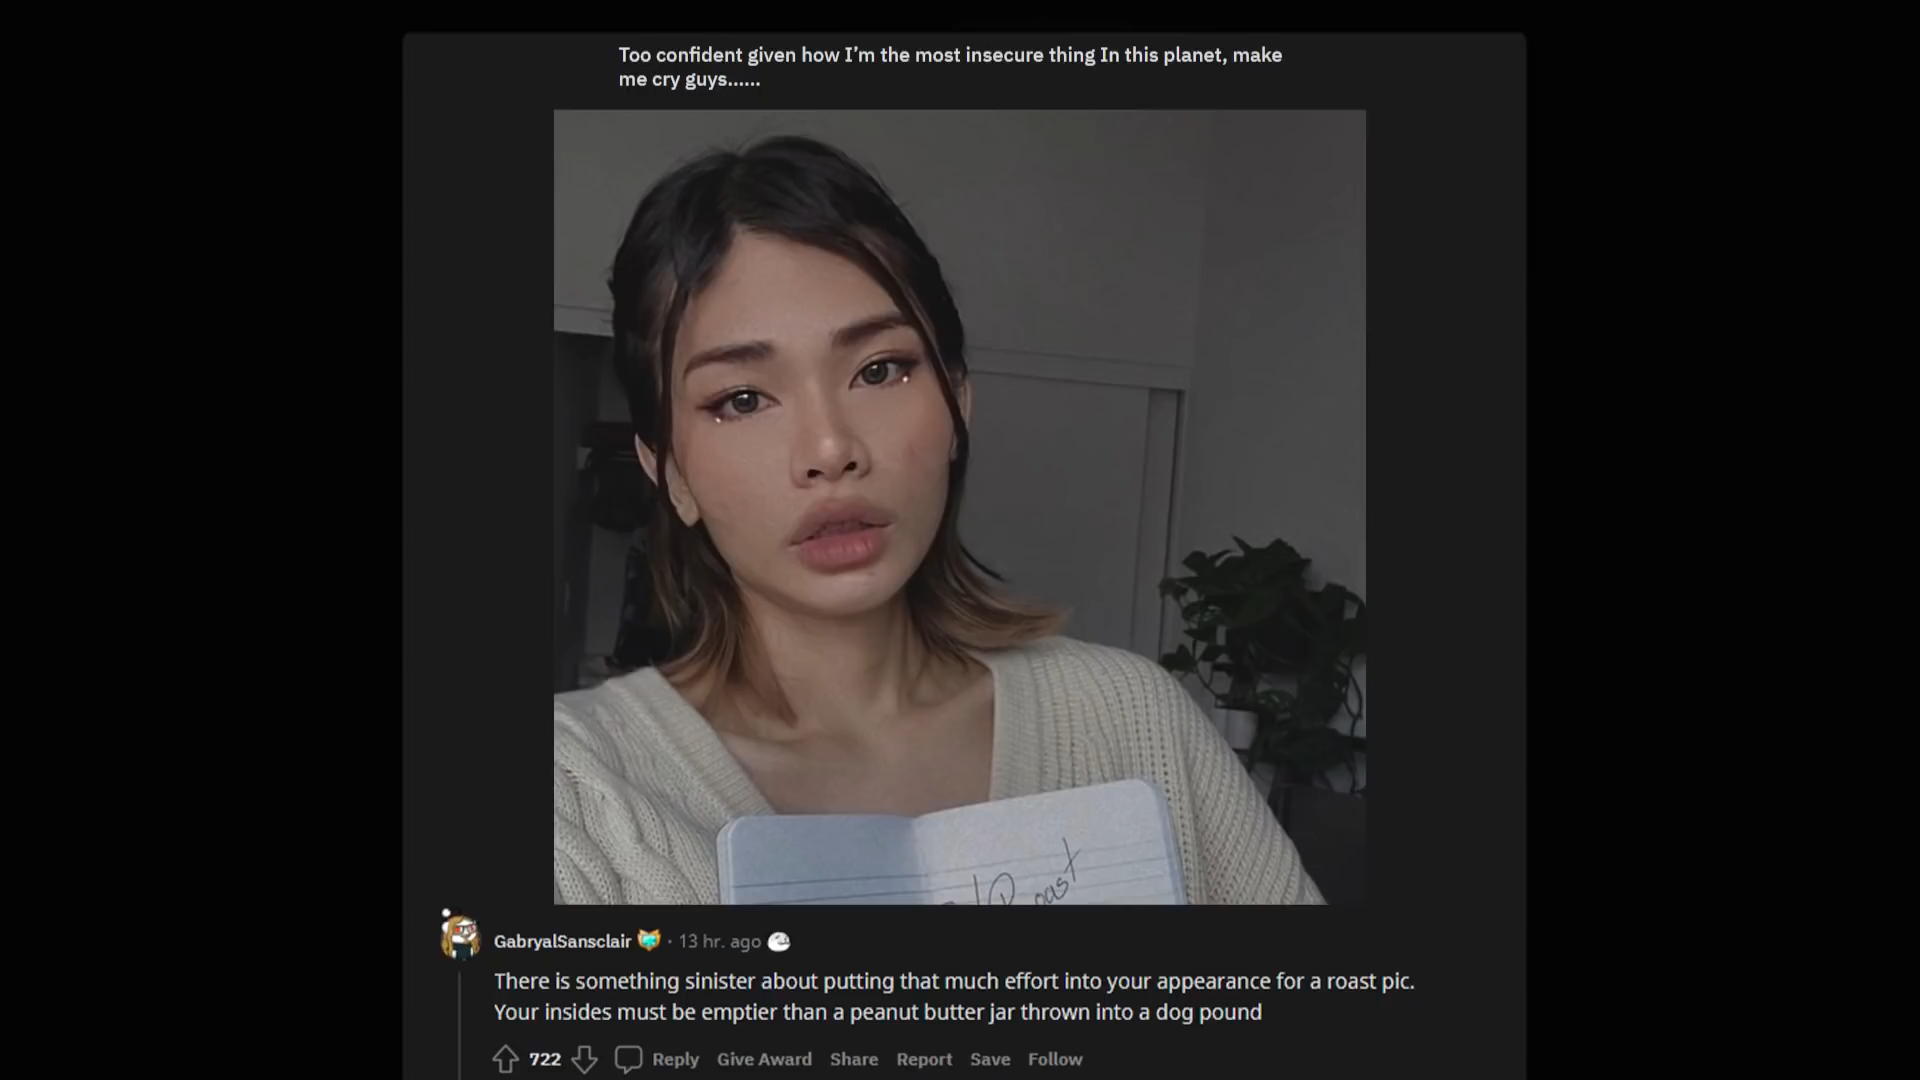 Too confident given how I’m the most insecure thing In this planet, make
me cry guys......
Roast
GabryalSansclair · 13 hr. ago
There is something sinister about putting that much effort into your appearance for a roast pic.
Your insides must be emptier than a peanut butter jar thrown into a dog pound
722 Reply Give Award Share Report Save Follow